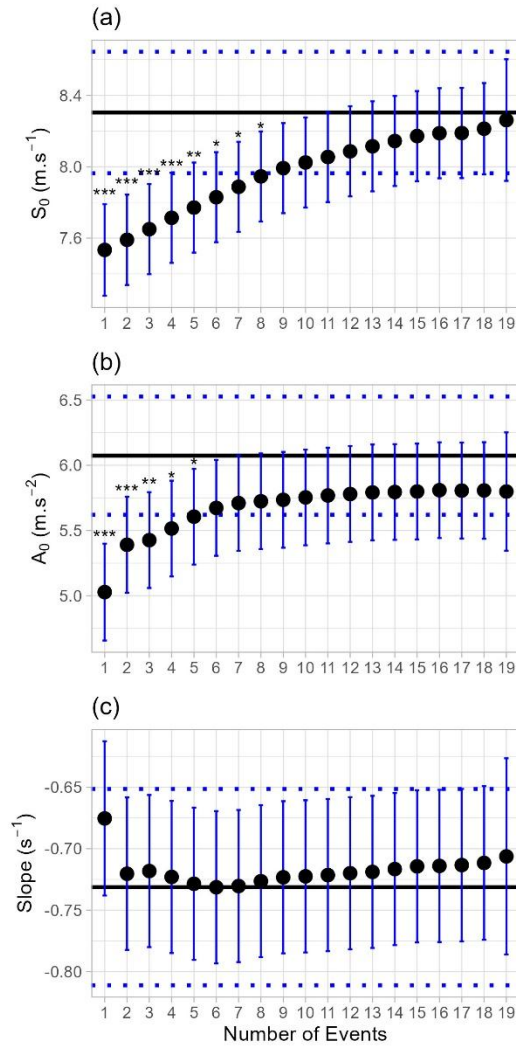 (a)
S₀ (m.s⁻¹)
8.4
8.0
7.6
*** *** *** *** ** * * *
1 2 3 4 5 6 7 8 9 10 11 12 13 14 15 16 17 18 19
(b)
A₀ (m.s⁻²)
6.5
6.0
5.5
5.0
*** *** ** * *
1 2 3 4 5 6 7 8 9 10 11 12 13 14 15 16 17 18 19
(c)
Slope (s⁻¹)
-0.65
-0.70
-0.75
-0.80
1 2 3 4 5 6 7 8 9 10 11 12 13 14 15 16 17 18 19
Number of Events